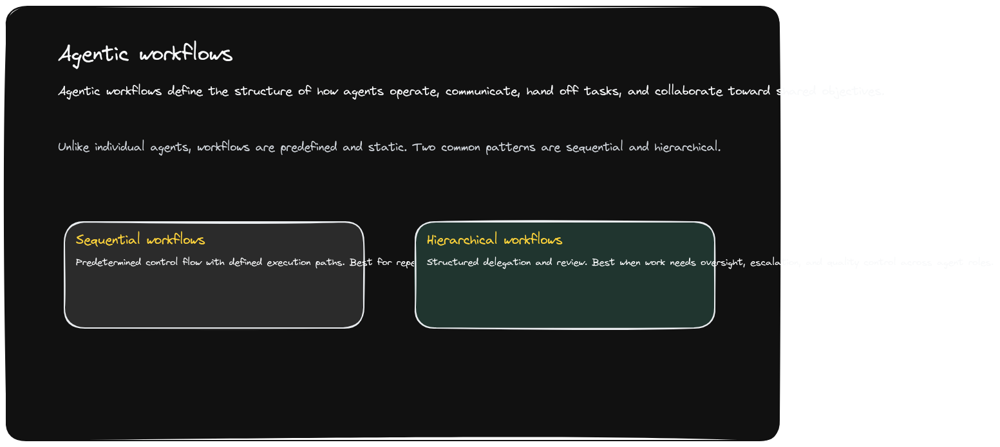 Agentic workflows
Agentic workflows define the structure of how agents operate, communicate, hand off tasks, and collaborate toward shared objectives.
Unlike individual agents, workflows are predefined and static. Two common patterns are sequential and hierarchical.
Sequential workflows
Predetermined control flow with defined execution paths. Best for repe
Hierarchical workflows
Structured delegation and review. Best when work needs oversight, escalation, and quality control across agent roles.